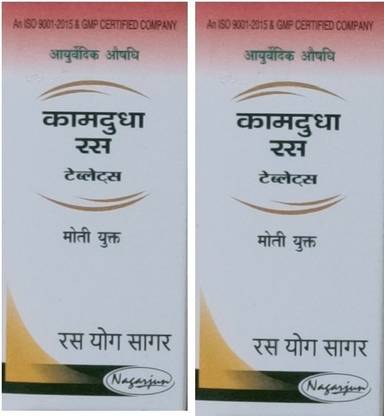 An ISO 9001-2015 & GMP CERTIFIED COMPANY
आयुर्वेदिक औषधि
कामदुधा
रस
टेब्लेट्स
मोती युक्त
रस योग सागर
Nagarjun
An ISO 9001-2015 & GMP CERTIFIED COMPANY
आयुर्वेदिक औषधि
कामदुधा
रस
टेब्लेट्स
मोती युक्त
रस योग सागर
Nagarjun